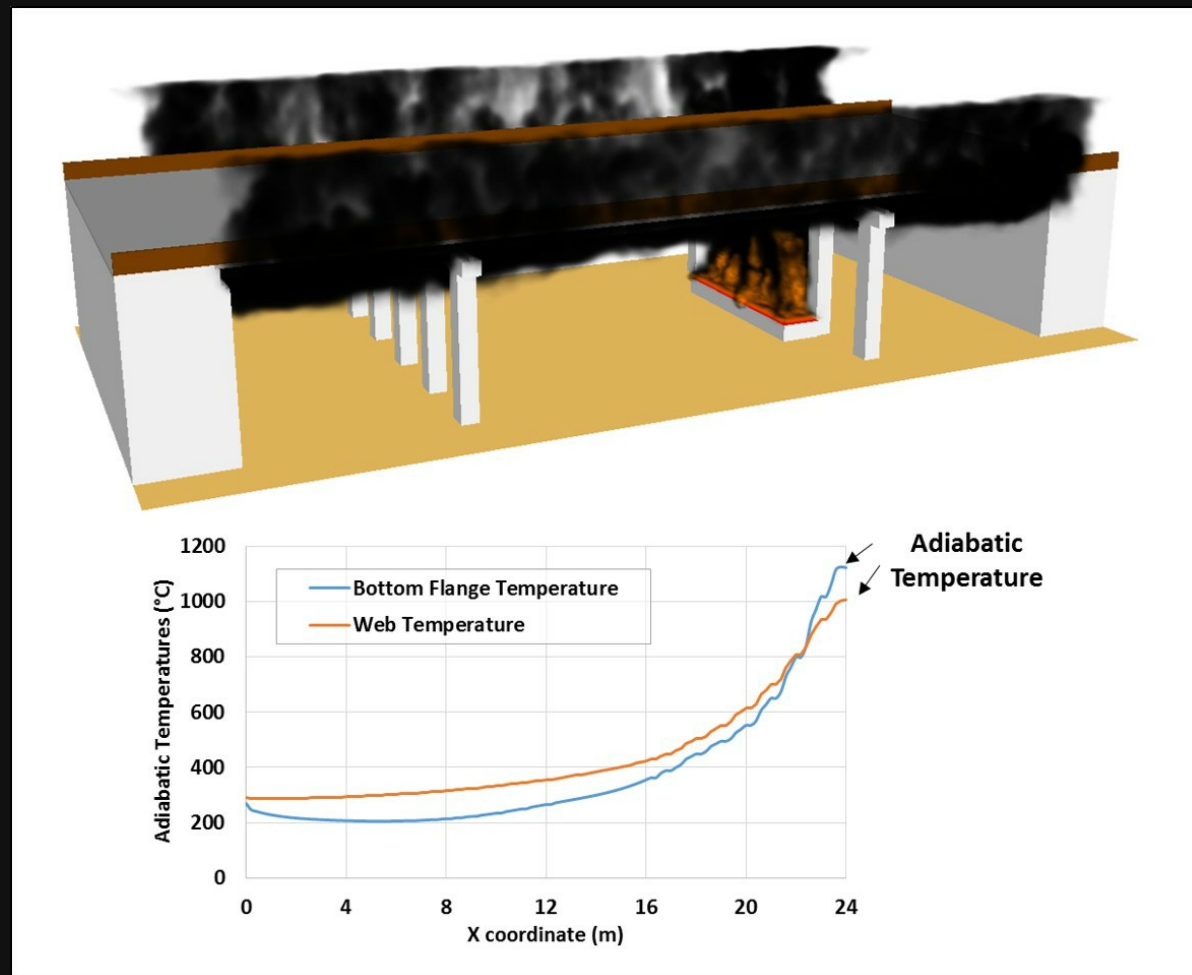 1200
1000
800
600
400
200
0
Adiabatic Temperatures (°C)
Bottom Flange Temperature
Web Temperature
Adiabatic
Temperature
0 4 8 12 16 20 24
X coordinate (m)